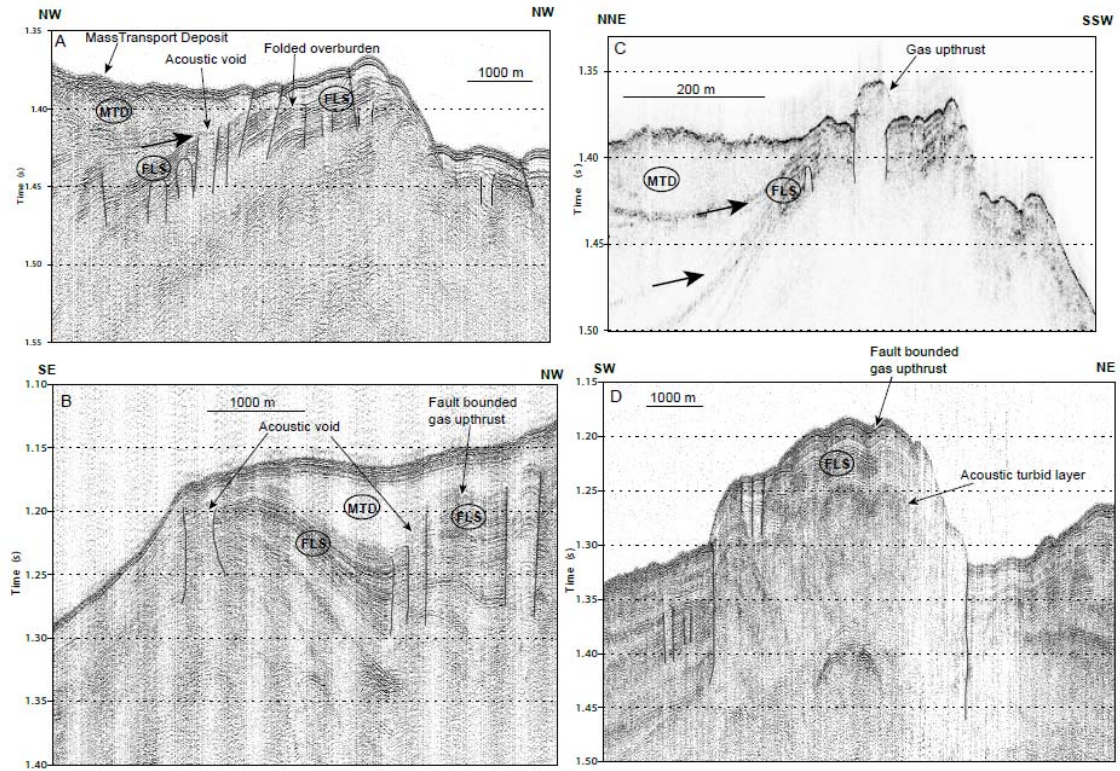 NW NW
A
MassTransport Deposit
Acoustic void
Folded overburden
1000 m
MTD
FLS
FLS
Time (s)
1.35
1.40
1.45
1.50
1.55
NNE SSW
C
Gas upthrust
200 m
MTD
FLS
Time (s)
1.35
1.40
1.45
1.50
SE NW
B
1000 m
Acoustic void
Fault bounded
gas upthrust
MTD
FLS
FLS
Time (s)
1.10
1.15
1.20
1.25
1.30
1.35
1.40
SW NE
D
1000 m
Fault bounded
gas upthrust
FLS
Acoustic turbid layer
Time (s)
1.15
1.20
1.25
1.30
1.35
1.40
1.45
1.50